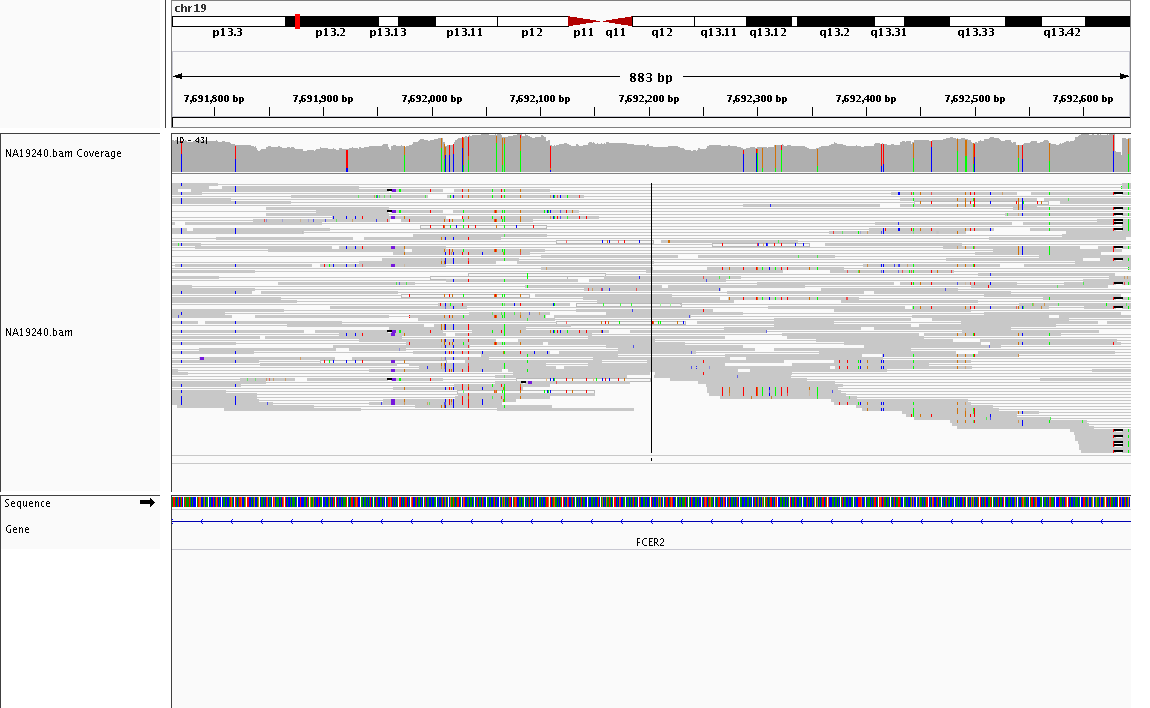 chr19
p13.3 p13.2 p13.13 p13.11 p12 p11 q11 q12 q13.11 q13.12 q13.2 q13.31 q13.33 q13.42
883 bp
7,691,800 bp 7,691,900 bp 7,692,000 bp 7,692,100 bp 7,692,200 bp 7,692,300 bp 7,692,400 bp 7,692,500 bp 7,692,600 bp
[0 - 43]
NA19240.bam Coverage
NA19240.bam
Sequence
Gene
FCER2